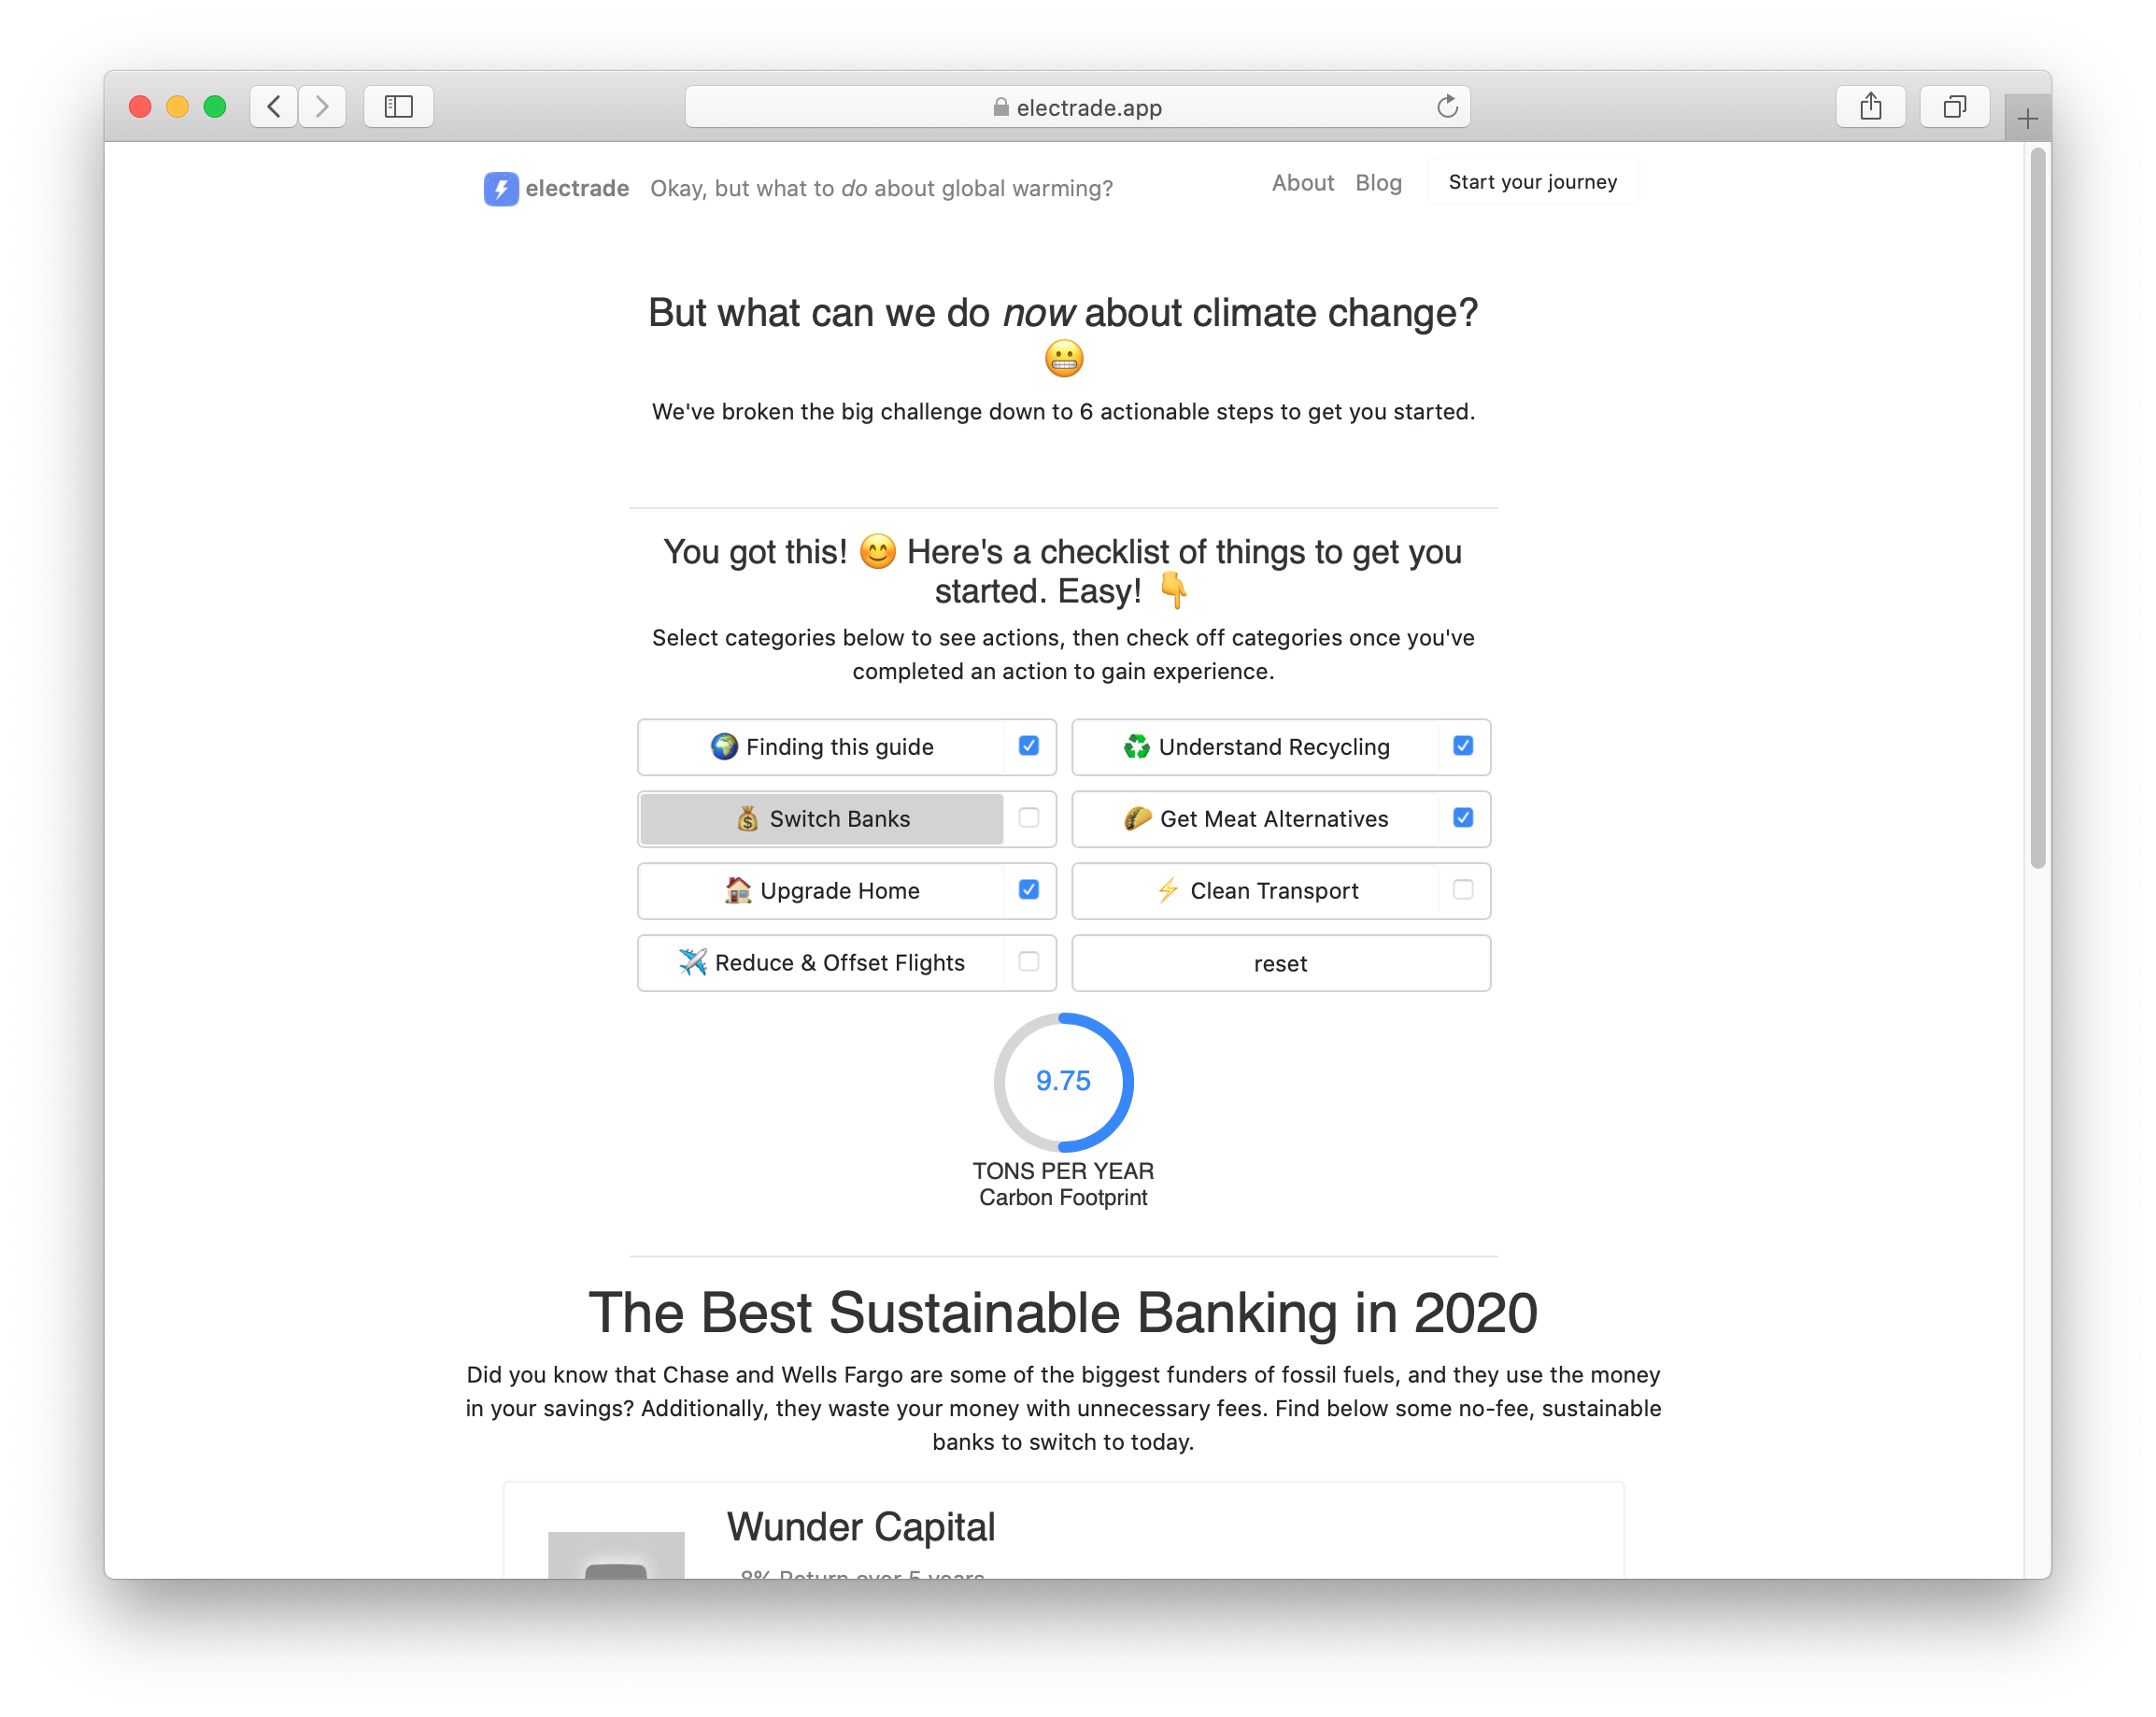 electrade.app
electrade Okay, but what to do about global warming? About Blog Start your journey
But what can we do now about climate change?
😬
We've broken the big challenge down to 6 actionable steps to get you started.
You got this! 😊 Here's a checklist of things to get you
started. Easy! 👇
Select categories below to see actions, then check off categories once you've
completed an action to gain experience.
🌍 Finding this guide
♻️ Understand Recycling
💰 Switch Banks
🌮 Get Meat Alternatives
🏠 Upgrade Home
⚡ Clean Transport
✈️ Reduce & Offset Flights
reset
9.75
TONS PER YEAR
Carbon Footprint
The Best Sustainable Banking in 2020
Did you know that Chase and Wells Fargo are some of the biggest funders of fossil fuels, and they use the money
in your savings? Additionally, they waste your money with unnecessary fees. Find below some no-fee, sustainable
banks to switch to today.
Wunder Capital
8% Return over 5 years